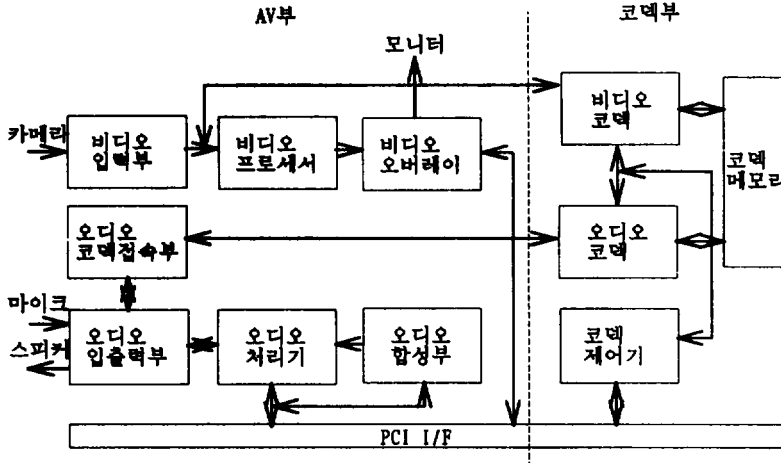 AV부
코덱부
모니터
카메라
비디오
입력부
비디오
프로세서
비디오
오버레이
비디오
코덱
코덱
메모리
오디오
코덱접속부
오디오
코덱
마이크
스피커
오디오
입출력부
오디오
처리기
오디오
합성부
코덱
제어기
PCI I/F